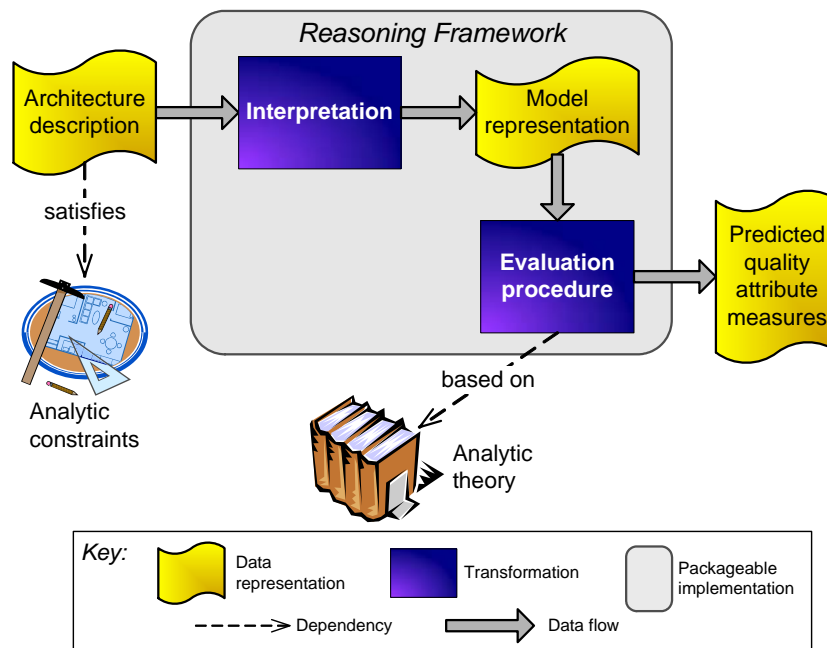 Reasoning Framework
Architecture
description
Interpretation
Model
representation
satisfies
Evaluation
procedure
Predicted
quality
attribute
measures
based on
Analytic
constraints
Analytic
theory
Key:
Data
representation
Transformation
Packageable
implementation
Dependency
Data flow